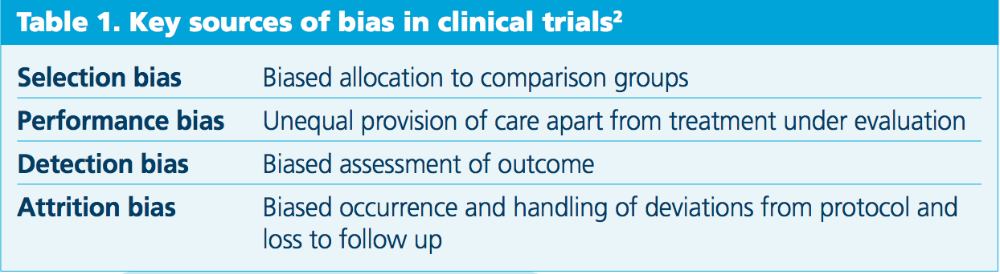 Table 1. Key sources of bias in clinical trials²
Selection bias Biased allocation to comparison groups
Performance bias Unequal provision of care apart from treatment under evaluation
Detection bias Biased assessment of outcome
Attrition bias Biased occurrence and handling of deviations from protocol and
loss to follow up